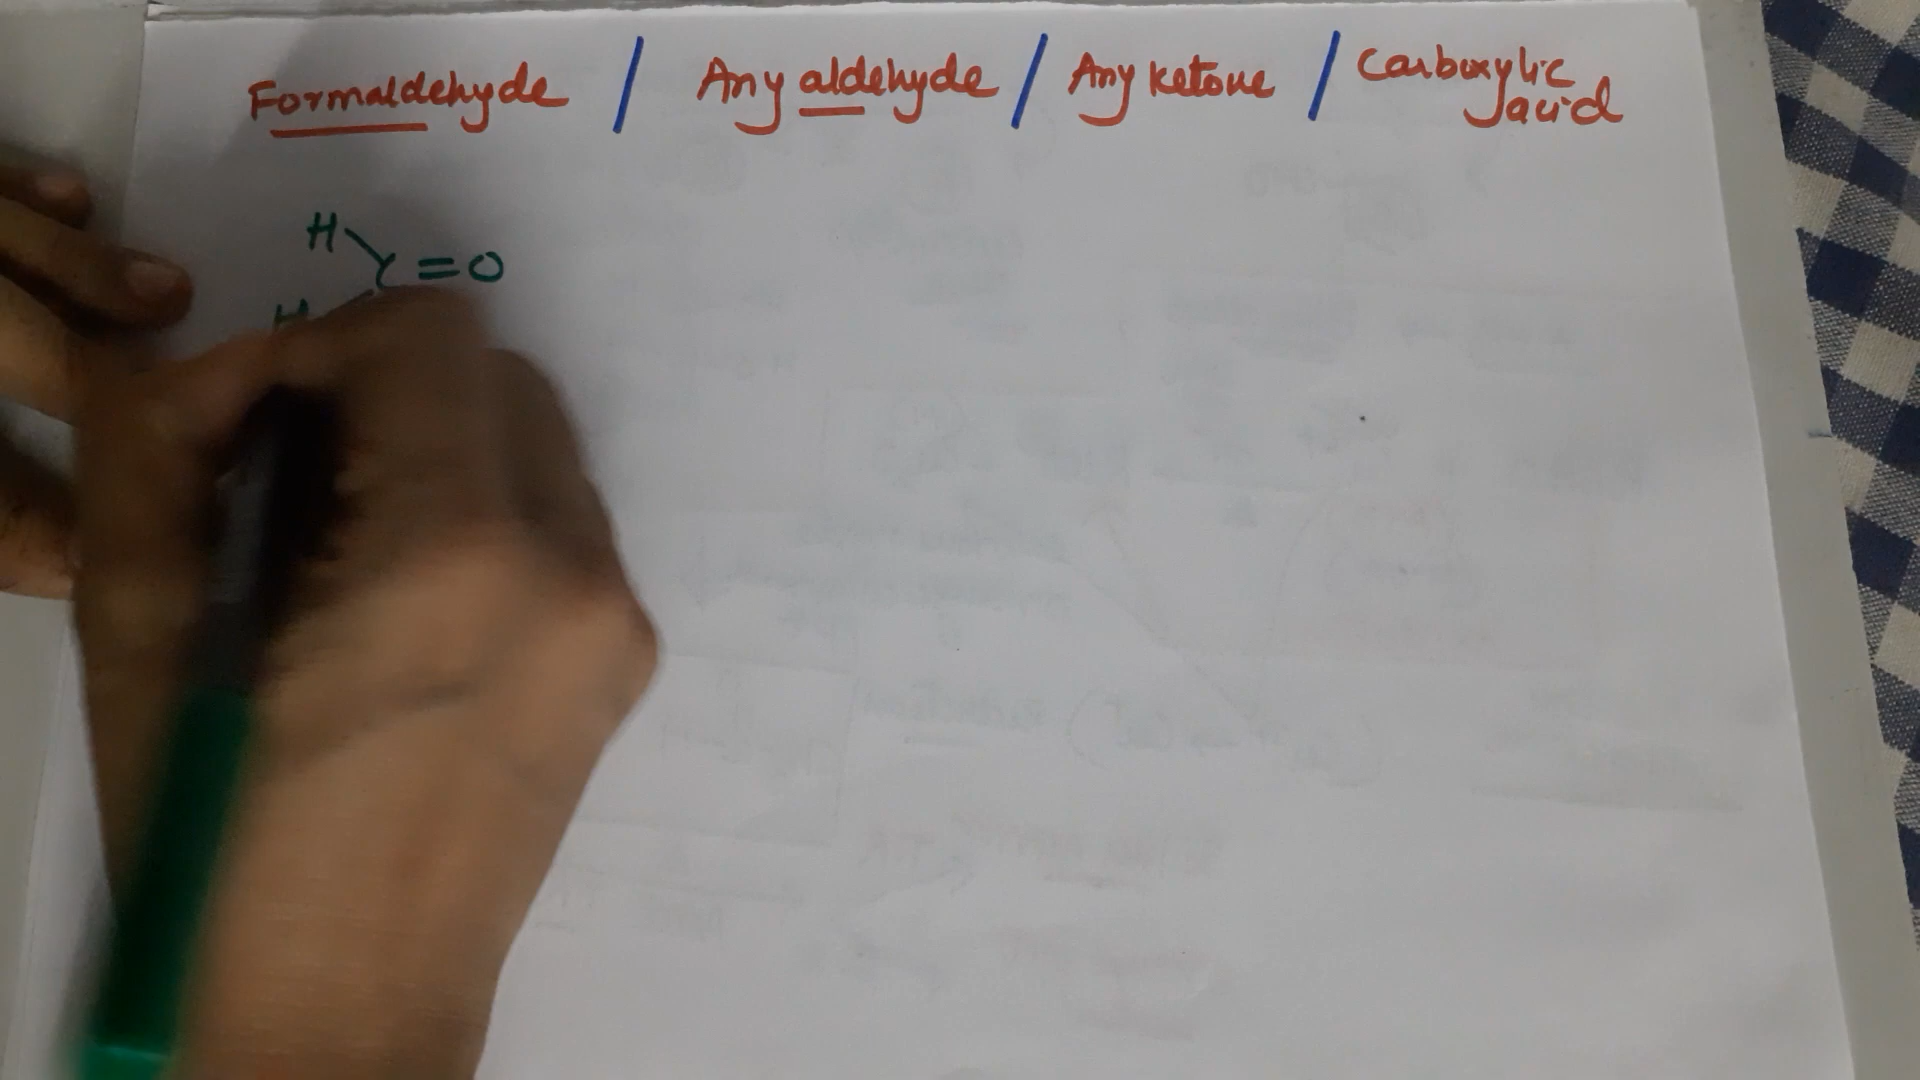 Formaldehyde / Any aldehyde / Any ketone / Carboxylic
acid
H
C=O
H